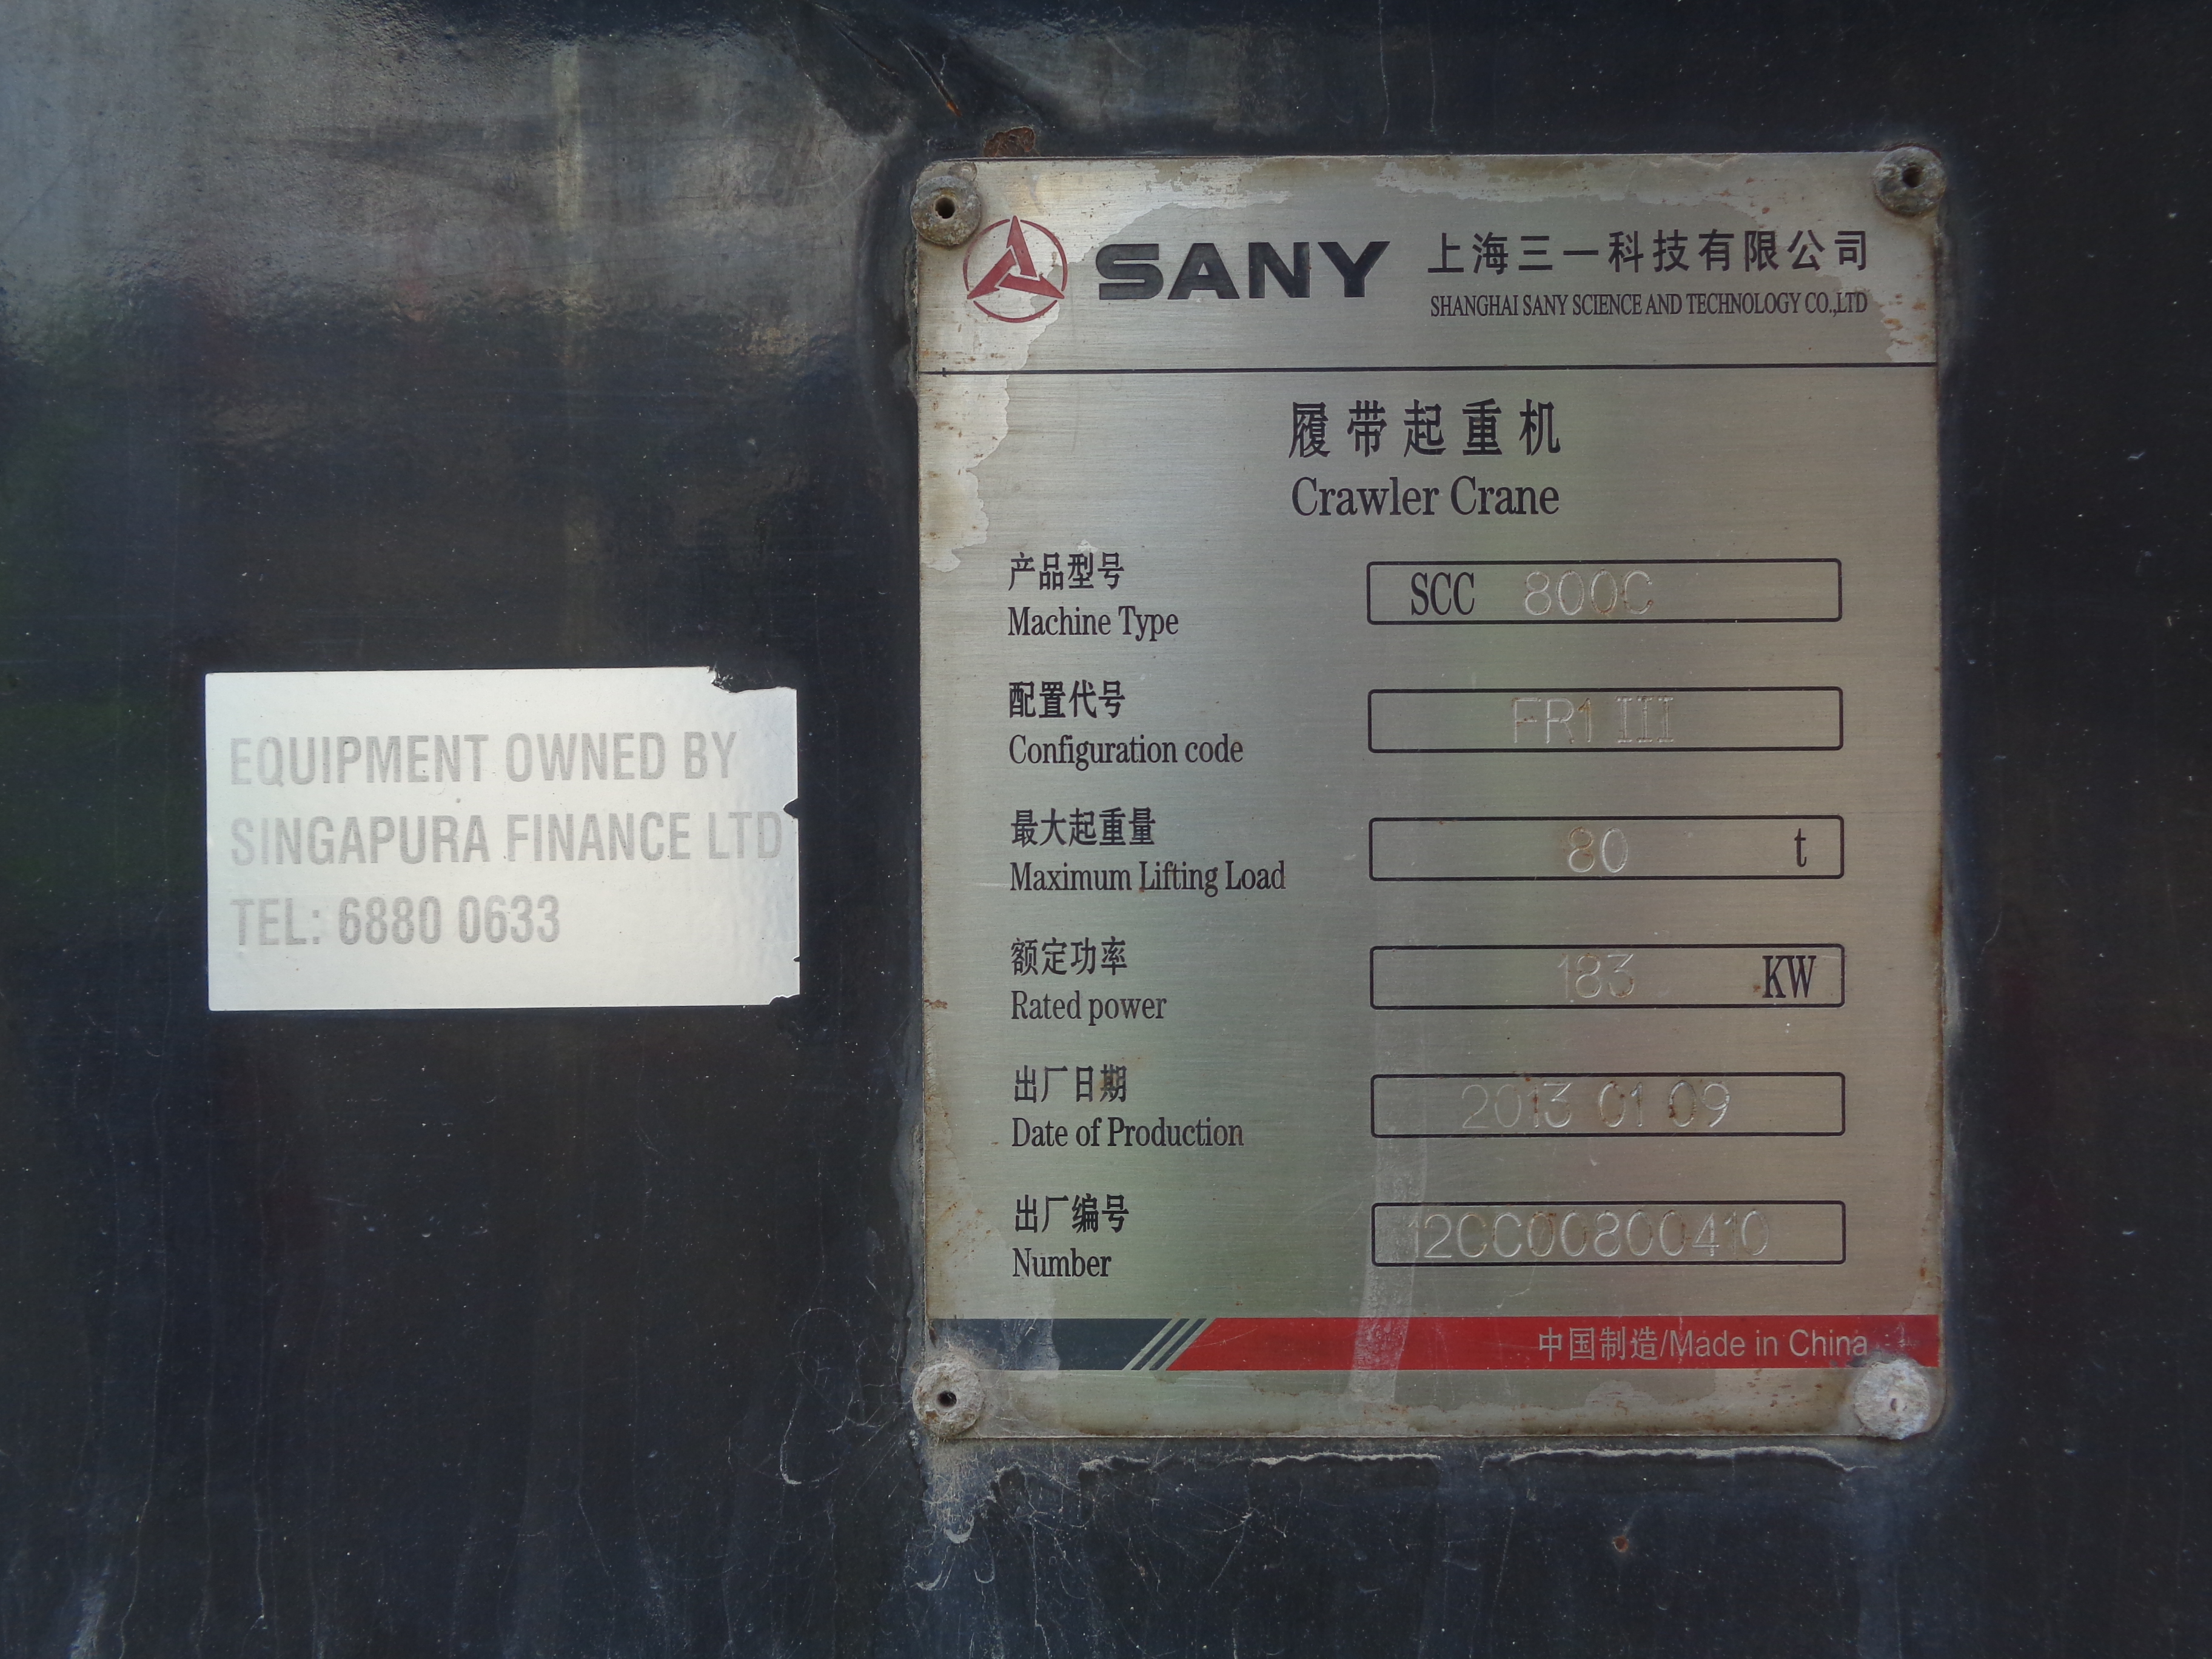 EQUIPMENT OWNED BY
SINGAPURA FINANCE LTD
TEL: 6880 0633
SANY 上海三一科技有限公司
SHANGHAI SANY SCIENCE AND TECHNOLOGY CO.,LTD
履带起重机
Crawler Crane
产品型号
Machine Type
SCC 800C
配置代号
Configuration code
FR1 III
最大起重量
Maximum Lifting Load
80 t
额定功率
Rated power
183 KW
出厂日期
Date of Production
2013 01 09
出厂编号
Number
12CC00800410
中国制造/Made in China